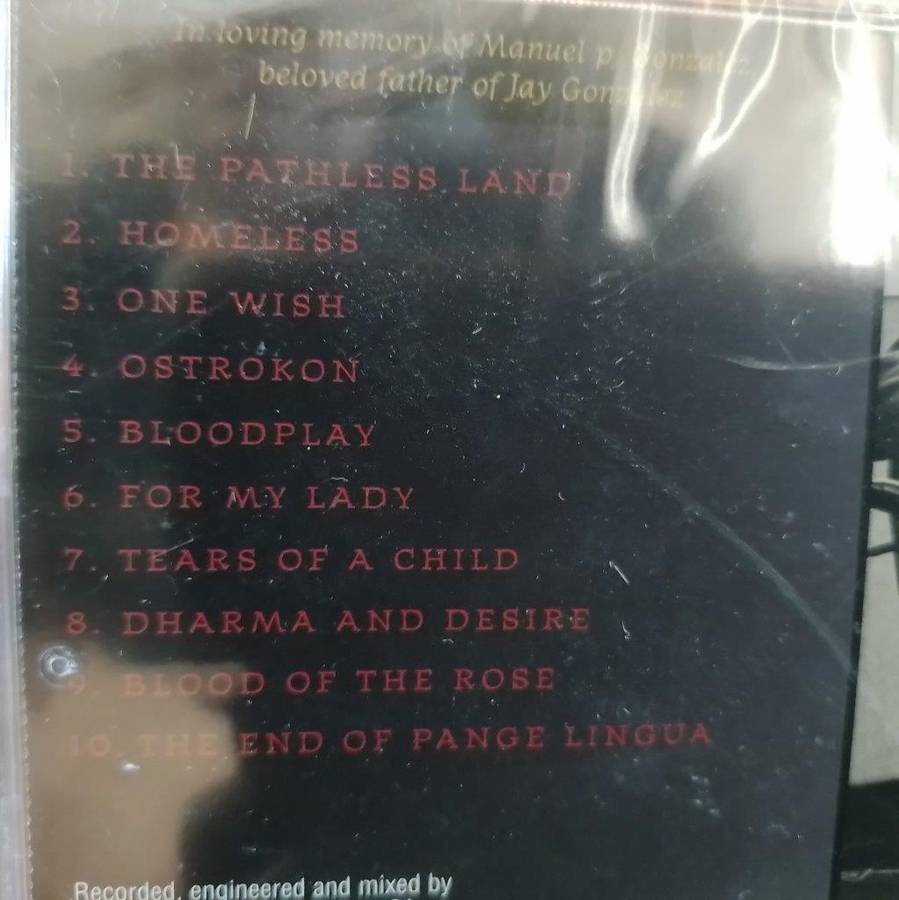 In loving memory of Manuel p. Gonzalez,
beloved father of Jay Gonzalez
1. THE PATHLESS LAND
2. HOMELESS
3. ONE WISH
4. OSTROKON
5. BLOODPLAY
6. FOR MY LADY
7. TEARS OF A CHILD
8. DHARMA AND DESIRE
9. BLOOD OF THE ROSE
10. THE END OF PANGE LINGUA
Recorded, engineered and mixed by